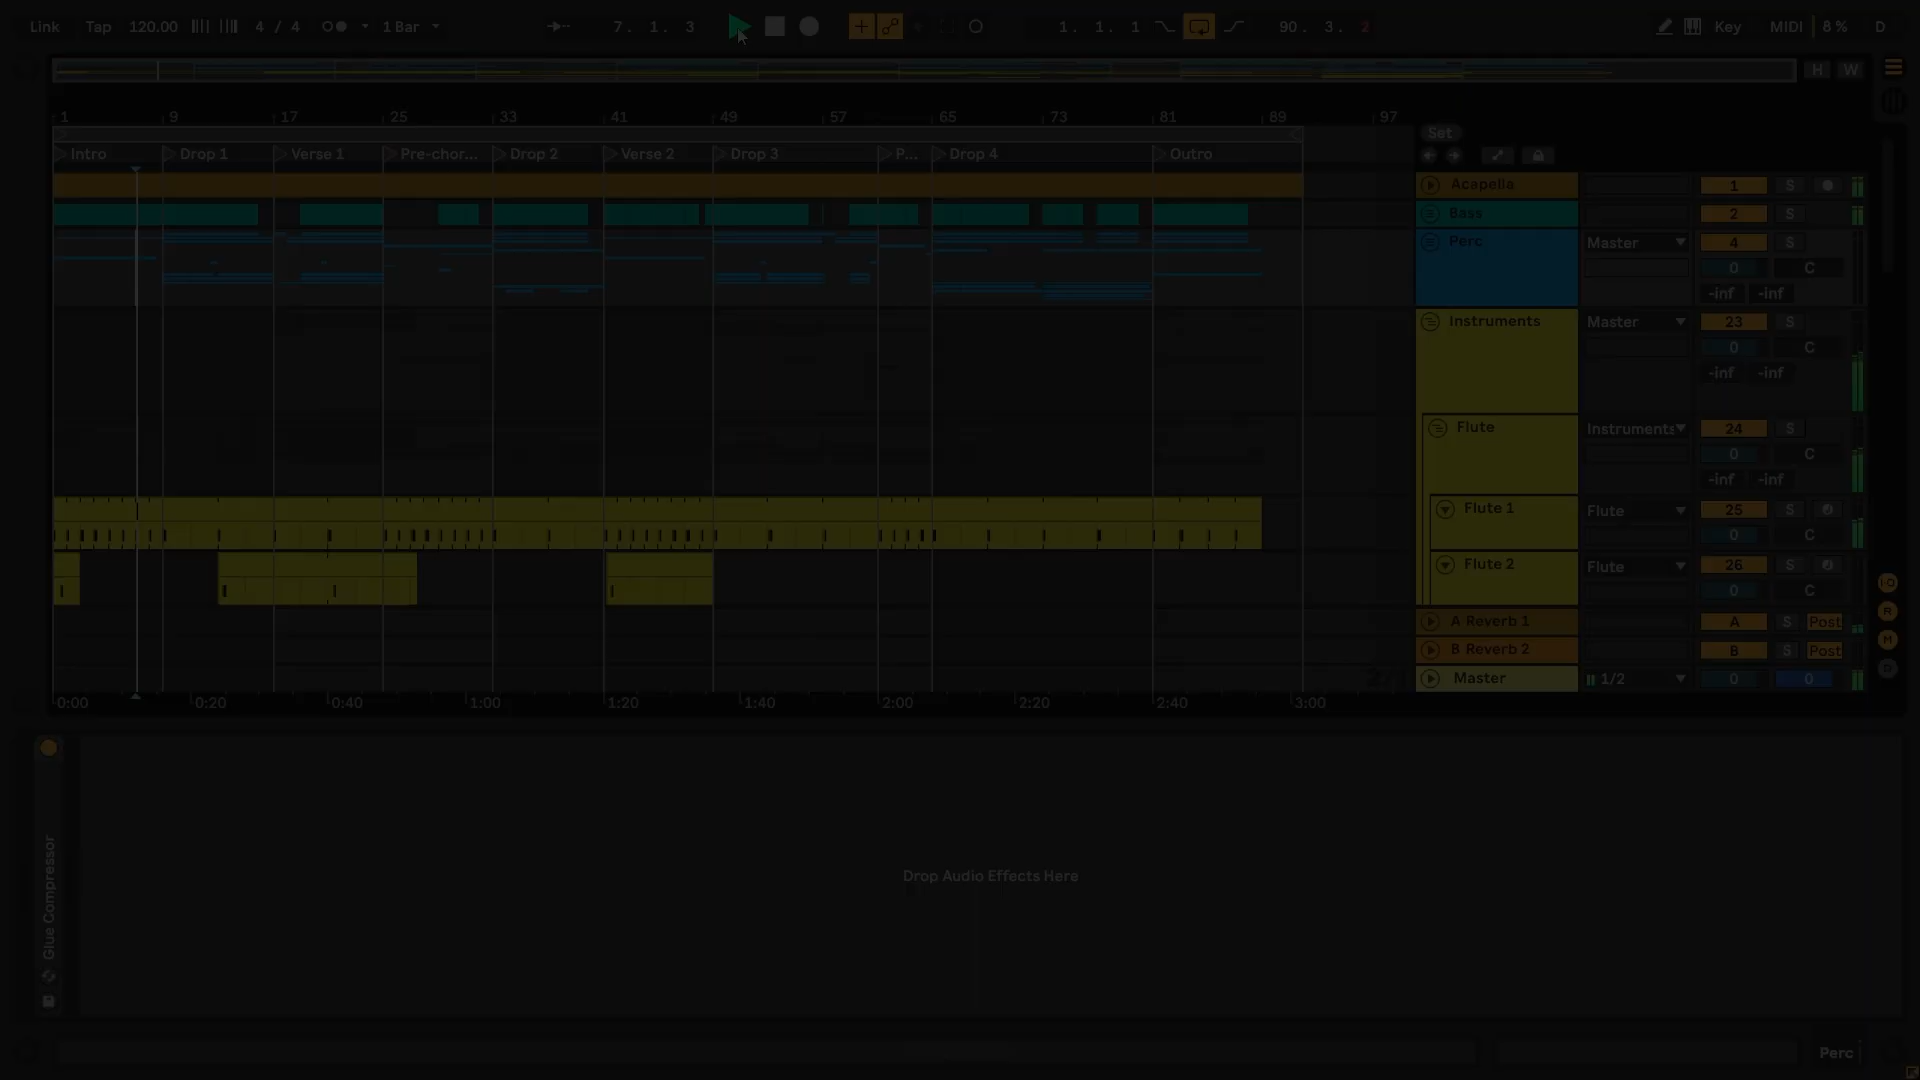 Link Tap 120.00 4 / 4 1 Bar 7. 1. 3 1. 1. 1 90. 3. 2 Key MIDI 8 % D
H W
1 9 17 25 33 41 49 57 65 73 81 89 97
Set
Intro Drop 1 Verse 1 Pre-chor... Drop 2 Verse 2 Drop 3 P... Drop 4 Outro
Acapella 1 S
Bass 2 S
Perc Master 4 S
0 C
-inf -inf
Instruments Master 23 S
0 C
-inf -inf
Flute Instruments 24 S
0 C
-inf -inf
Flute 1 Flute 25 S
0 C
Flute 2 Flute 26 S
0 C
I·O
A Reverb 1 A S Post
R
B Reverb 2 B S Post
M
D
Master 1/2 0 0
0:00 0:20 0:40 1:00 1:20 1:40 2:00 2:20 2:40 3:00
Glue Compressor
Drop Audio Effects Here
Perc